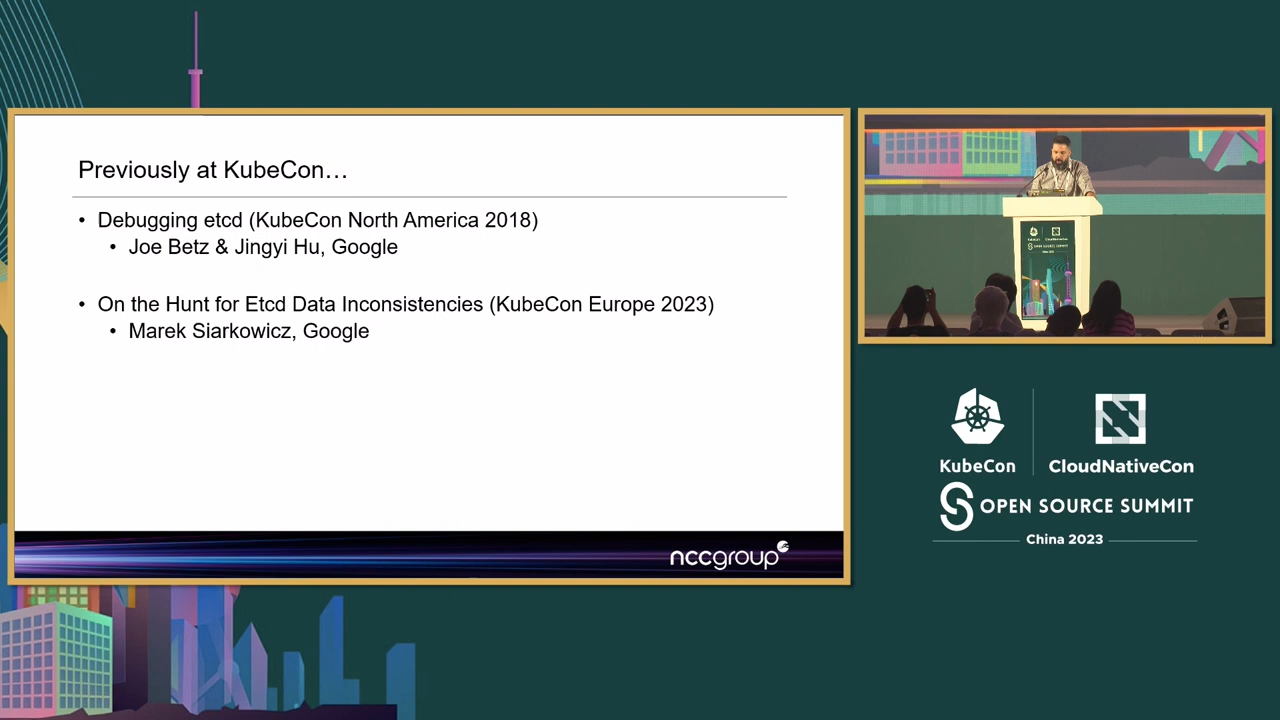 Previously at KubeCon…
• Debugging etcd (KubeCon North America 2018)
• Joe Betz & Jingyi Hu, Google
• On the Hunt for Etcd Data Inconsistencies (KubeCon Europe 2023)
• Marek Siarkowicz, Google
nccgroup
KubeCon
CloudNativeCon
OPEN SOURCE SUMMIT
China 2023